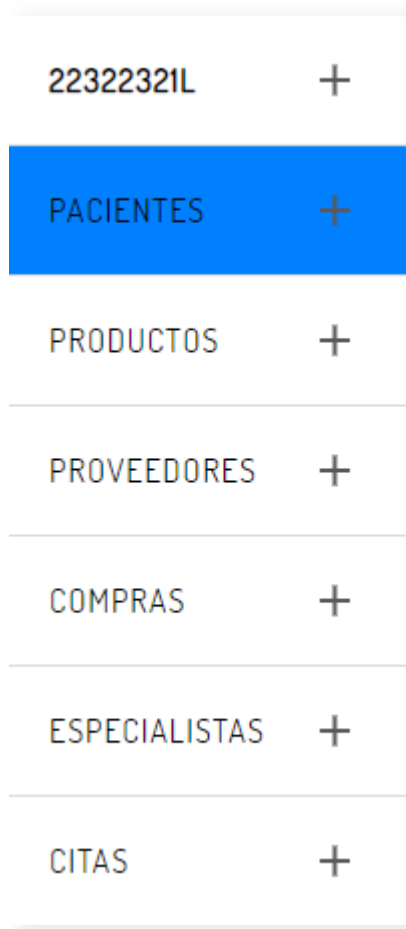 22322321L +
PACIENTES +
PRODUCTOS +
PROVEEDORES +
COMPRAS +
ESPECIALISTAS +
CITAS +